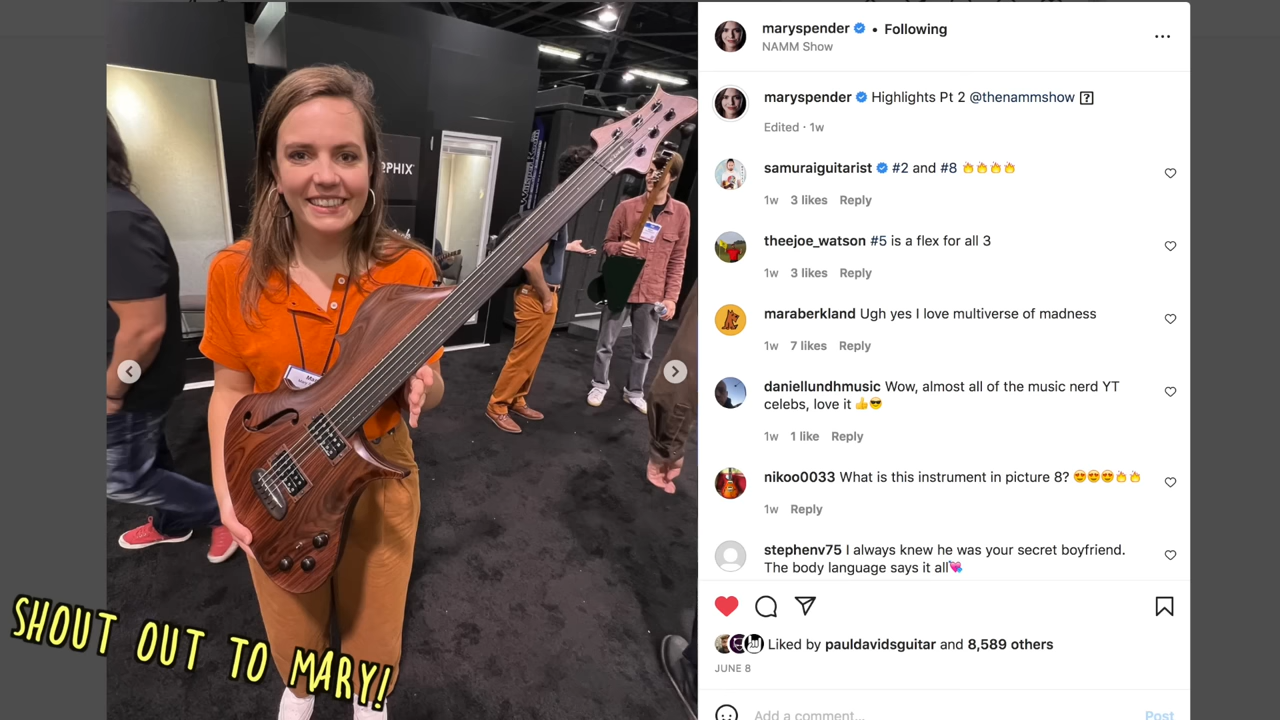 maryspender • Following
NAMM Show
maryspender Highlights Pt 2 @thenammshow
Edited · 1w
samuraiguitarist #2 and #8 🔥🔥🔥🔥
1w 3 likes Reply
theejoe_watson #5 is a flex for all 3
1w 3 likes Reply
maraberkland Ugh yes I love multiverse of madness
1w 7 likes Reply
daniellundhmusic Wow, almost all of the music nerd YT
celebs, love it 👍😎
1w 1 like Reply
nikoo0033 What is this instrument in picture 8? 😍😍😍🔥🔥
1w Reply
stephenv75 I always knew he was your secret boyfriend.
The body language says it all💘
Liked by pauldavidsguitar and 8,589 others
JUNE 8
Add a comment...
Post
SHOUT OUT TO MARY!